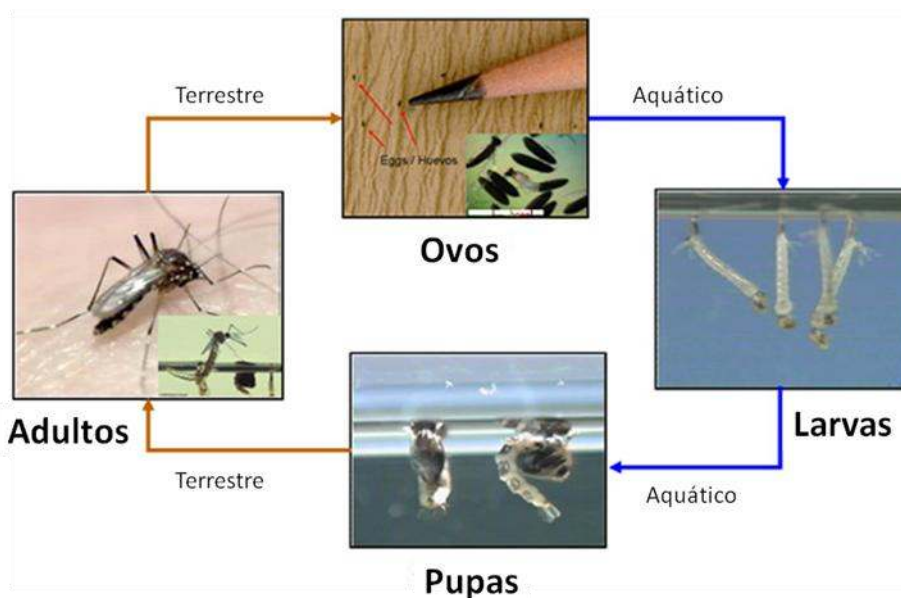 Terrestre
Aquático
Eggs / Huevos
Ovos
Adultos
Larvas
Terrestre
Aquático
Pupas